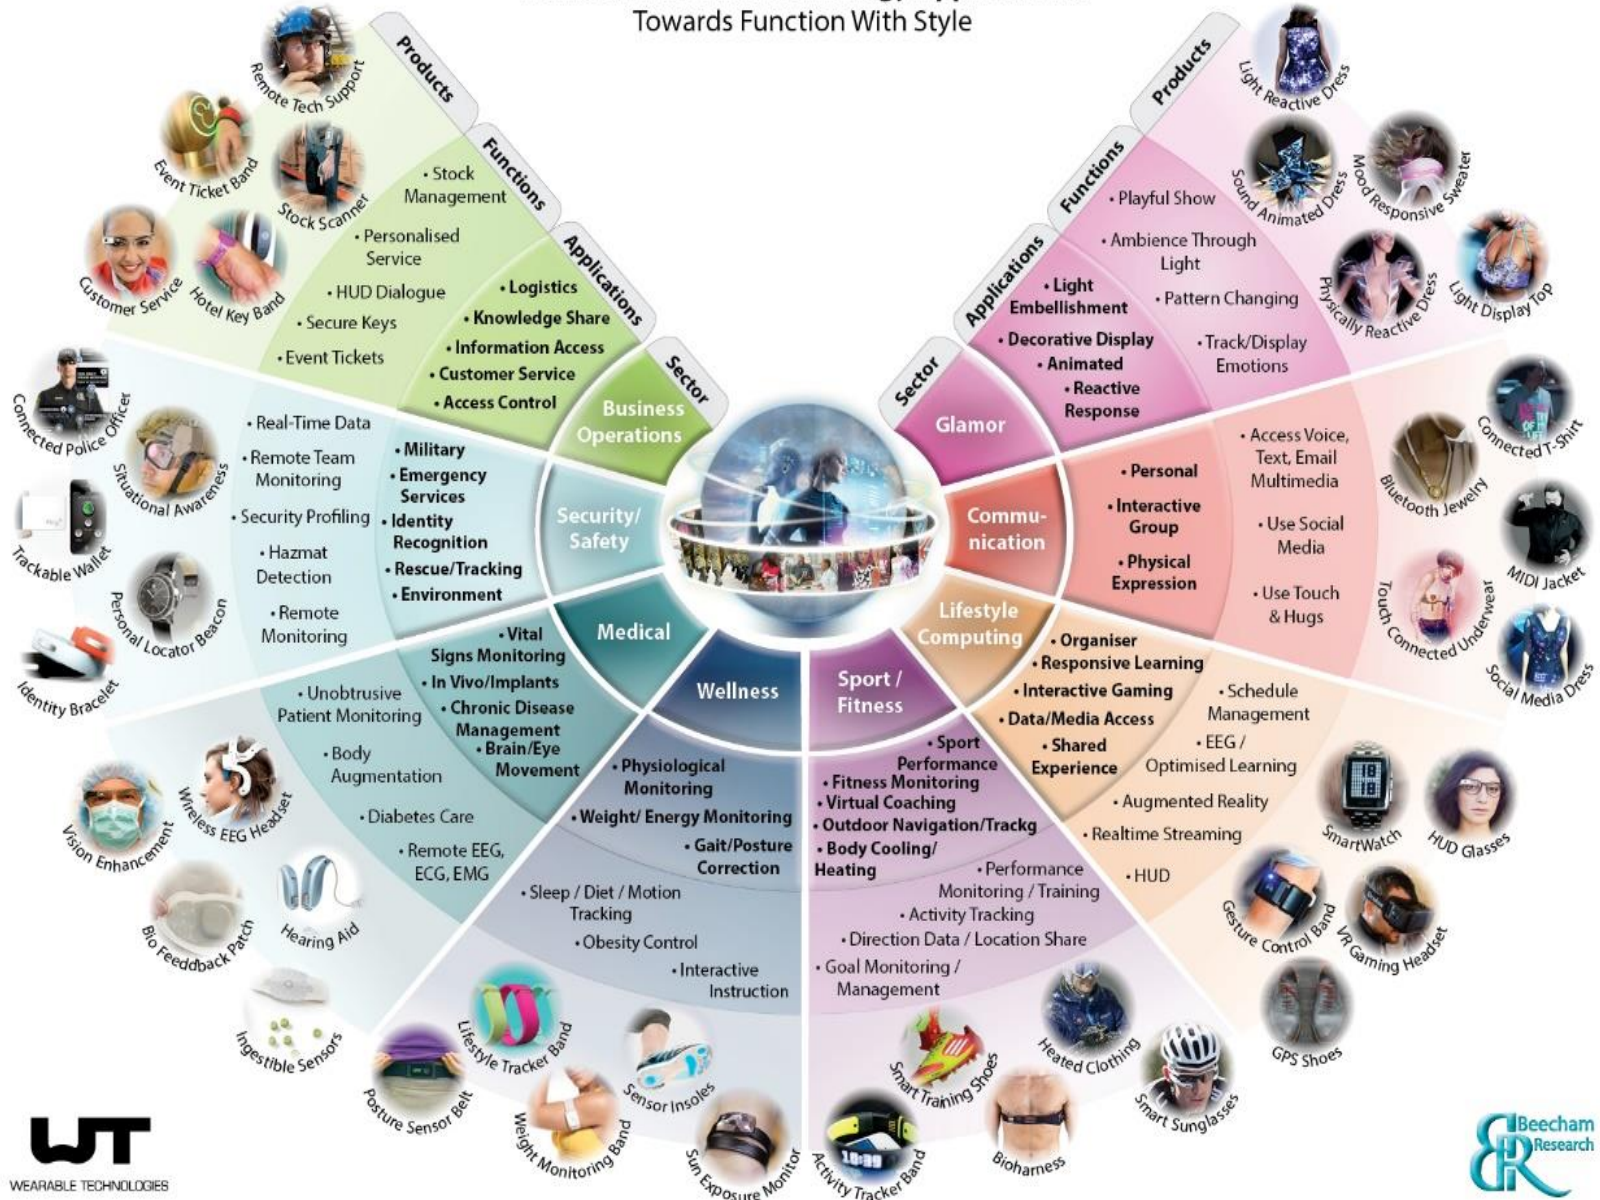 Towards Function With Style
Products
Functions
Applications
Sector
Remote Tech Support
Event Ticket Band
Stock Scanner
Customer Service
Hotel Key Band
• Stock
Management
• Personalised
Service
• HUD Dialogue
• Secure Keys
• Event Tickets
• Logistics
• Knowledge Share
• Information Access
• Customer Service
• Access Control
Business
Operations
Connected Police Officer
Situational Awareness
Trackable Wallet
Personal Locator Beacon
Identity Bracelet
• Real-Time Data
• Remote Team
Monitoring
• Security Profiling
• Hazmat
Detection
• Remote
Monitoring
• Military
• Emergency
Services
• Identity
Recognition
• Rescue/Tracking
• Environment
Security/
Safety
Vision Enhancement
Wireless EEG Headset
Bio Feeddback Patch
Hearing Aid
Ingestible Sensors
• Unobtrusive
Patient Monitoring
• Body
Augmentation
• Diabetes Care
• Remote EEG,
ECG, EMG
• Vital
Signs Monitoring
• In Vivo/Implants
• Chronic Disease
Management
• Brain/Eye
Movement
Medical
Wellness
• Physiological
Monitoring
• Weight/ Energy Monitoring
• Gait/Posture
Correction
• Sleep / Diet / Motion
Tracking
• Obesity Control
• Interactive
Instruction
Posture Sensor Belt
Lifestyle Tracker Band
Weight Monitoring Band
Sensor Insoles
Sun Exposure Monitor
Sport /
Fitness
• Sport
Performance
• Fitness Monitoring
• Virtual Coaching
• Outdoor Navigation/Trackg
• Body Cooling/
Heating
• Performance
Monitoring / Training
• Activity Tracking
• Direction Data / Location Share
• Goal Monitoring /
Management
Activity Tracker Band
Smart Training Shoes
Bioharness
Heated Clothing
Smart Sunglasses
Lifestyle
Computing
• Organiser
• Responsive Learning
• Interactive Gaming
• Data/Media Access
• Shared
Experience
• Schedule
Management
• EEG /
Optimised Learning
• Augmented Reality
• Realtime Streaming
• HUD
SmartWatch
HUD Glasses
Gesture Control Band
VR Gaming Headset
GPS Shoes
Commu-
nication
• Personal
• Interactive
Group
• Physical
Expression
• Access Voice,
Text, Email
Multimedia
• Use Social
Media
• Use Touch
& Hugs
Connected T-Shirt
Bluetooth Jewelry
MIDI Jacket
Touch Connected Underwear
Social Media Dress
Products
Functions
Applications
Sector
Glamor
• Light
Embellishment
• Decorative Display
• Animated
• Reactive
Response
• Playful Show
• Ambience Through
Light
• Pattern Changing
• Track/Display
Emotions
Light Reactive Dress
Sound Animated Dress
Mood Responsive Sweater
Physically Reactive Dress
Light Display Top
WT
WEARABLE TECHNOLOGIES
BR
Beecham
Research